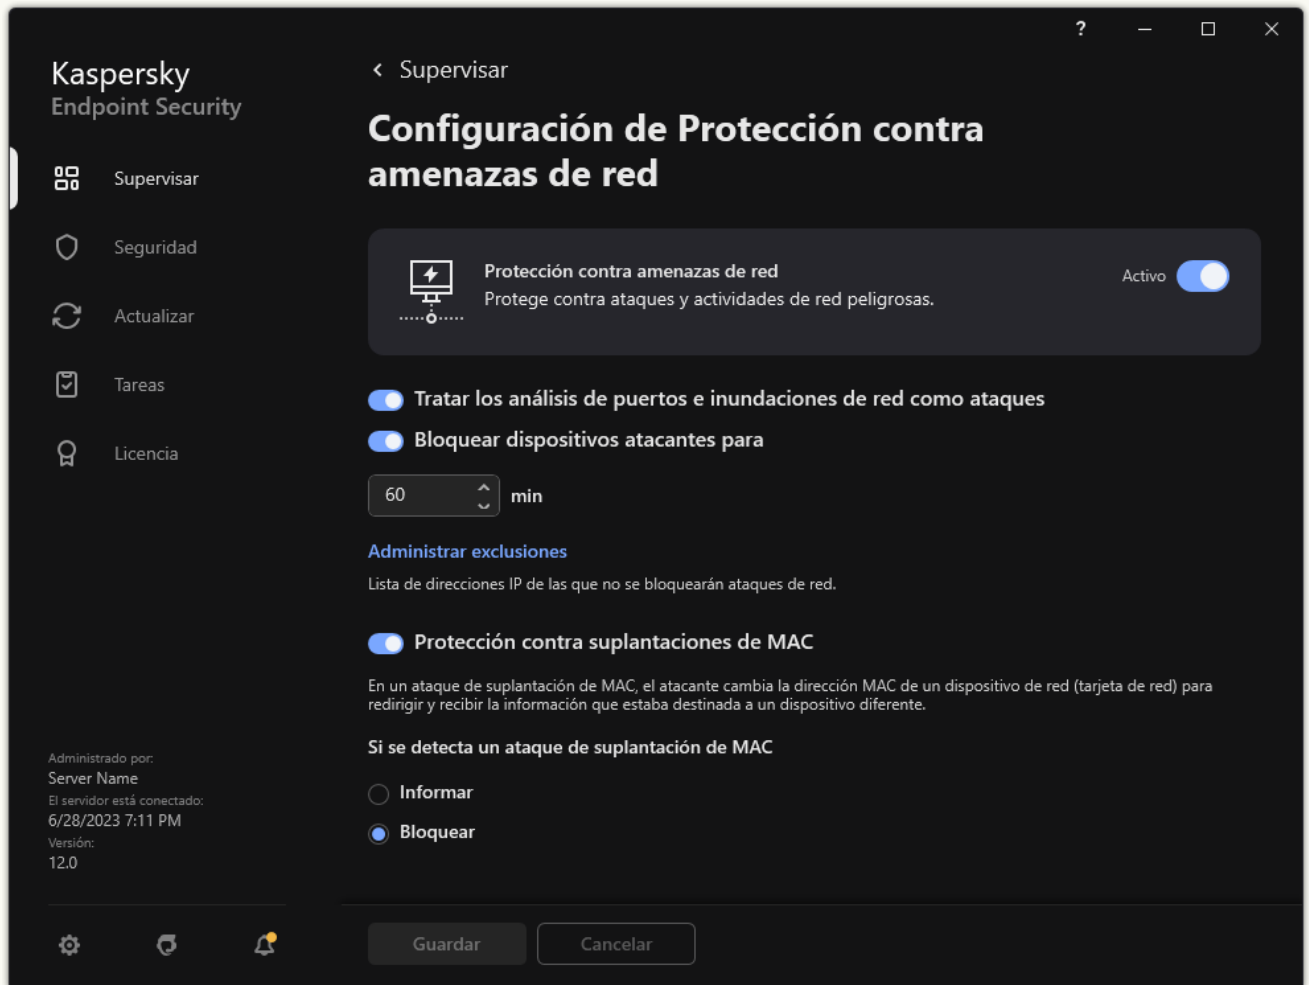 ?
Kaspersky
Endpoint Security
Supervisar
Seguridad
Actualizar
Tareas
Licencia
Administrado por:
Server Name
El servidor está conectado:
6/28/2023 7:11 PM
Versión:
12.0
Supervisar
Configuración de Protección contra
amenazas de red
Protección contra amenazas de red
Protege contra ataques y actividades de red peligrosas.
Activo
Tratar los análisis de puertos e inundaciones de red como ataques
Bloquear dispositivos atacantes para
60 min
Administrar exclusiones
Lista de direcciones IP de las que no se bloquearán ataques de red.
Protección contra suplantaciones de MAC
En un ataque de suplantación de MAC, el atacante cambia la dirección MAC de un dispositivo de red (tarjeta de red) para
redirigir y recibir la información que estaba destinada a un dispositivo diferente.
Si se detecta un ataque de suplantación de MAC
Informar
Bloquear
Guardar
Cancelar